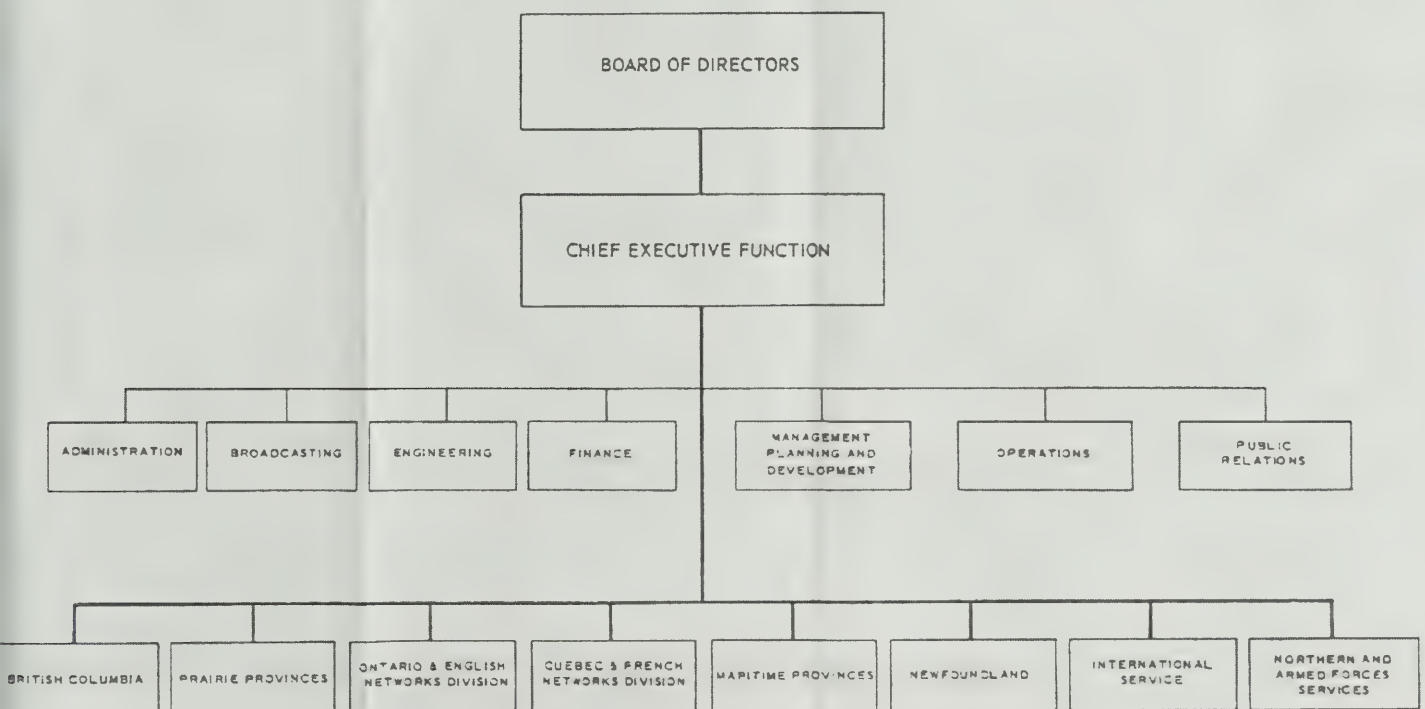 BOARD OF DIRECTORS
CHIEF EXECUTIVE FUNCTION
ADMINISTRATION
BROADCASTING
ENGINEERING
FINANCE
MANAGEMENT
PLANNING AND
DEVELOPMENT
OPERATIONS
PUBLIC
RELATIONS
BRITISH COLUMBIA
PRAIRIE PROVINCES
ONTARIO & ENGLISH
NETWORKS DIVISION
QUEBEC & FRENCH
NETWORKS DIVISION
MARITIME PROVINCES
NEWFOUNDLAND
INTERNATIONAL
SERVICE
NORTHERN AND
ARMED FORCES
SERVICES